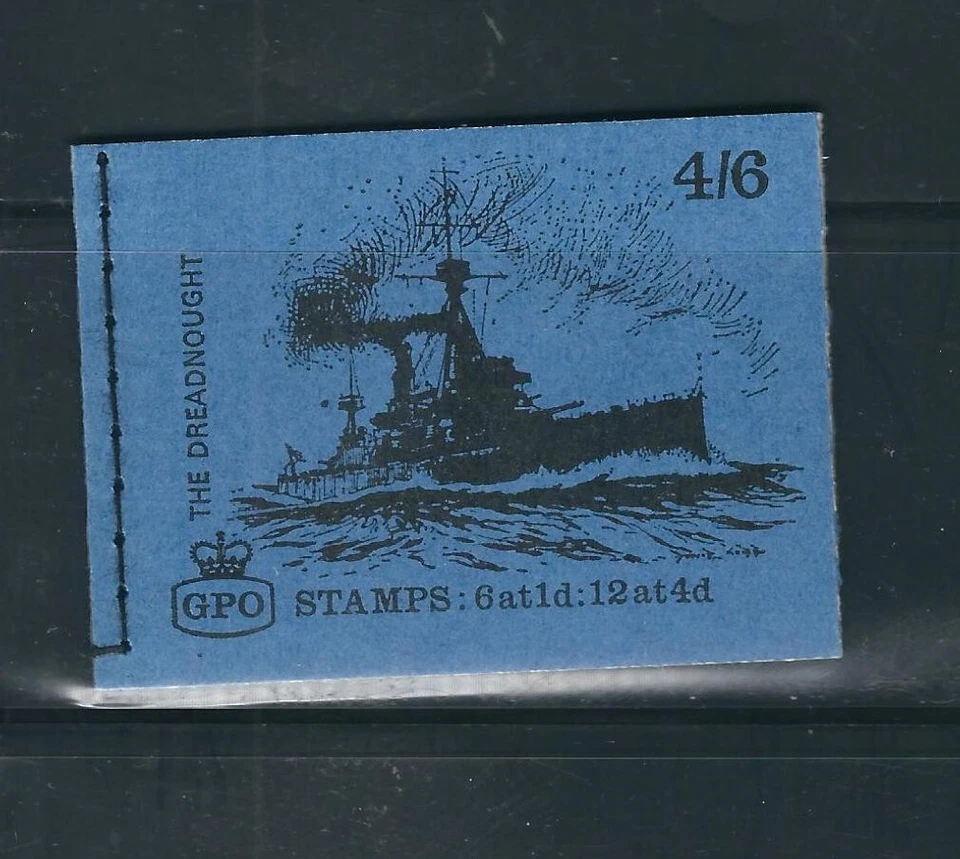 4/6
THE DREADNOUGHT
GPO
STAMPS: 6at1d:12at4d